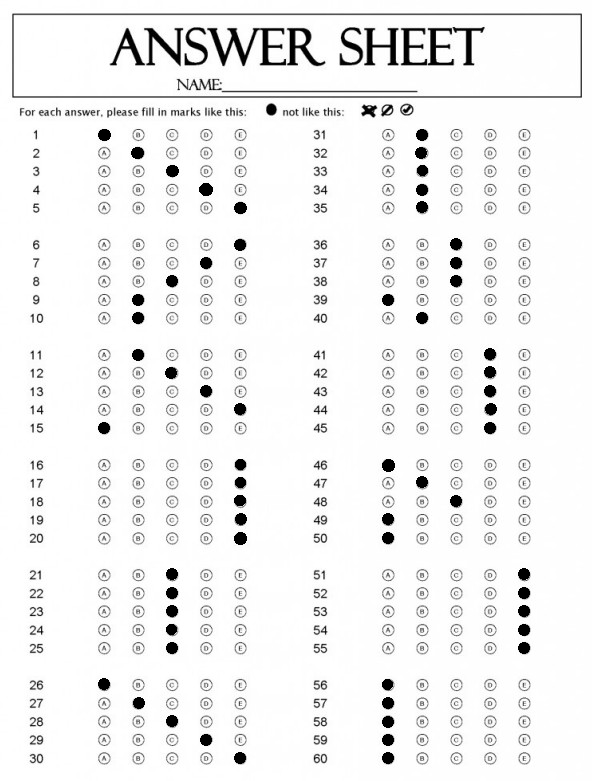 ANSWER SHEET
NAME:
For each answer, please fill in marks like this: not like this:
1 B C D E
2 A C D E
3 A B D E
4 A B C E
5 A B C D
6 A B C D
7 A B C E
8 A B D E
9 A C D E
10 A C D E
11 A C D E
12 A B D E
13 A B C E
14 A B C D
15 B C D E
16 A B C D
17 A B C D
18 A B C D
19 A B C D
20 A B C D
21 A B D E
22 A B D E
23 A B D E
24 A B D E
25 A B D E
26 B C D E
27 A C D E
28 A B D E
29 A B C E
30 A B C D
31 A C D E
32 A C D E
33 A C D E
34 A C D E
35 A C D E
36 A B D E
37 A B D E
38 A B D E
39 B C D E
40 A C D E
41 A B C E
42 A B C E
43 A B C E
44 A B C E
45 A B C E
46 B C D E
47 A C D E
48 A B D E
49 B C D E
50 B C D E
51 A B C D
52 A B C D
53 A B C D
54 A B C D
55 A B C D
56 B C D E
57 B C D E
58 B C D E
59 B C D E
60 B C D E